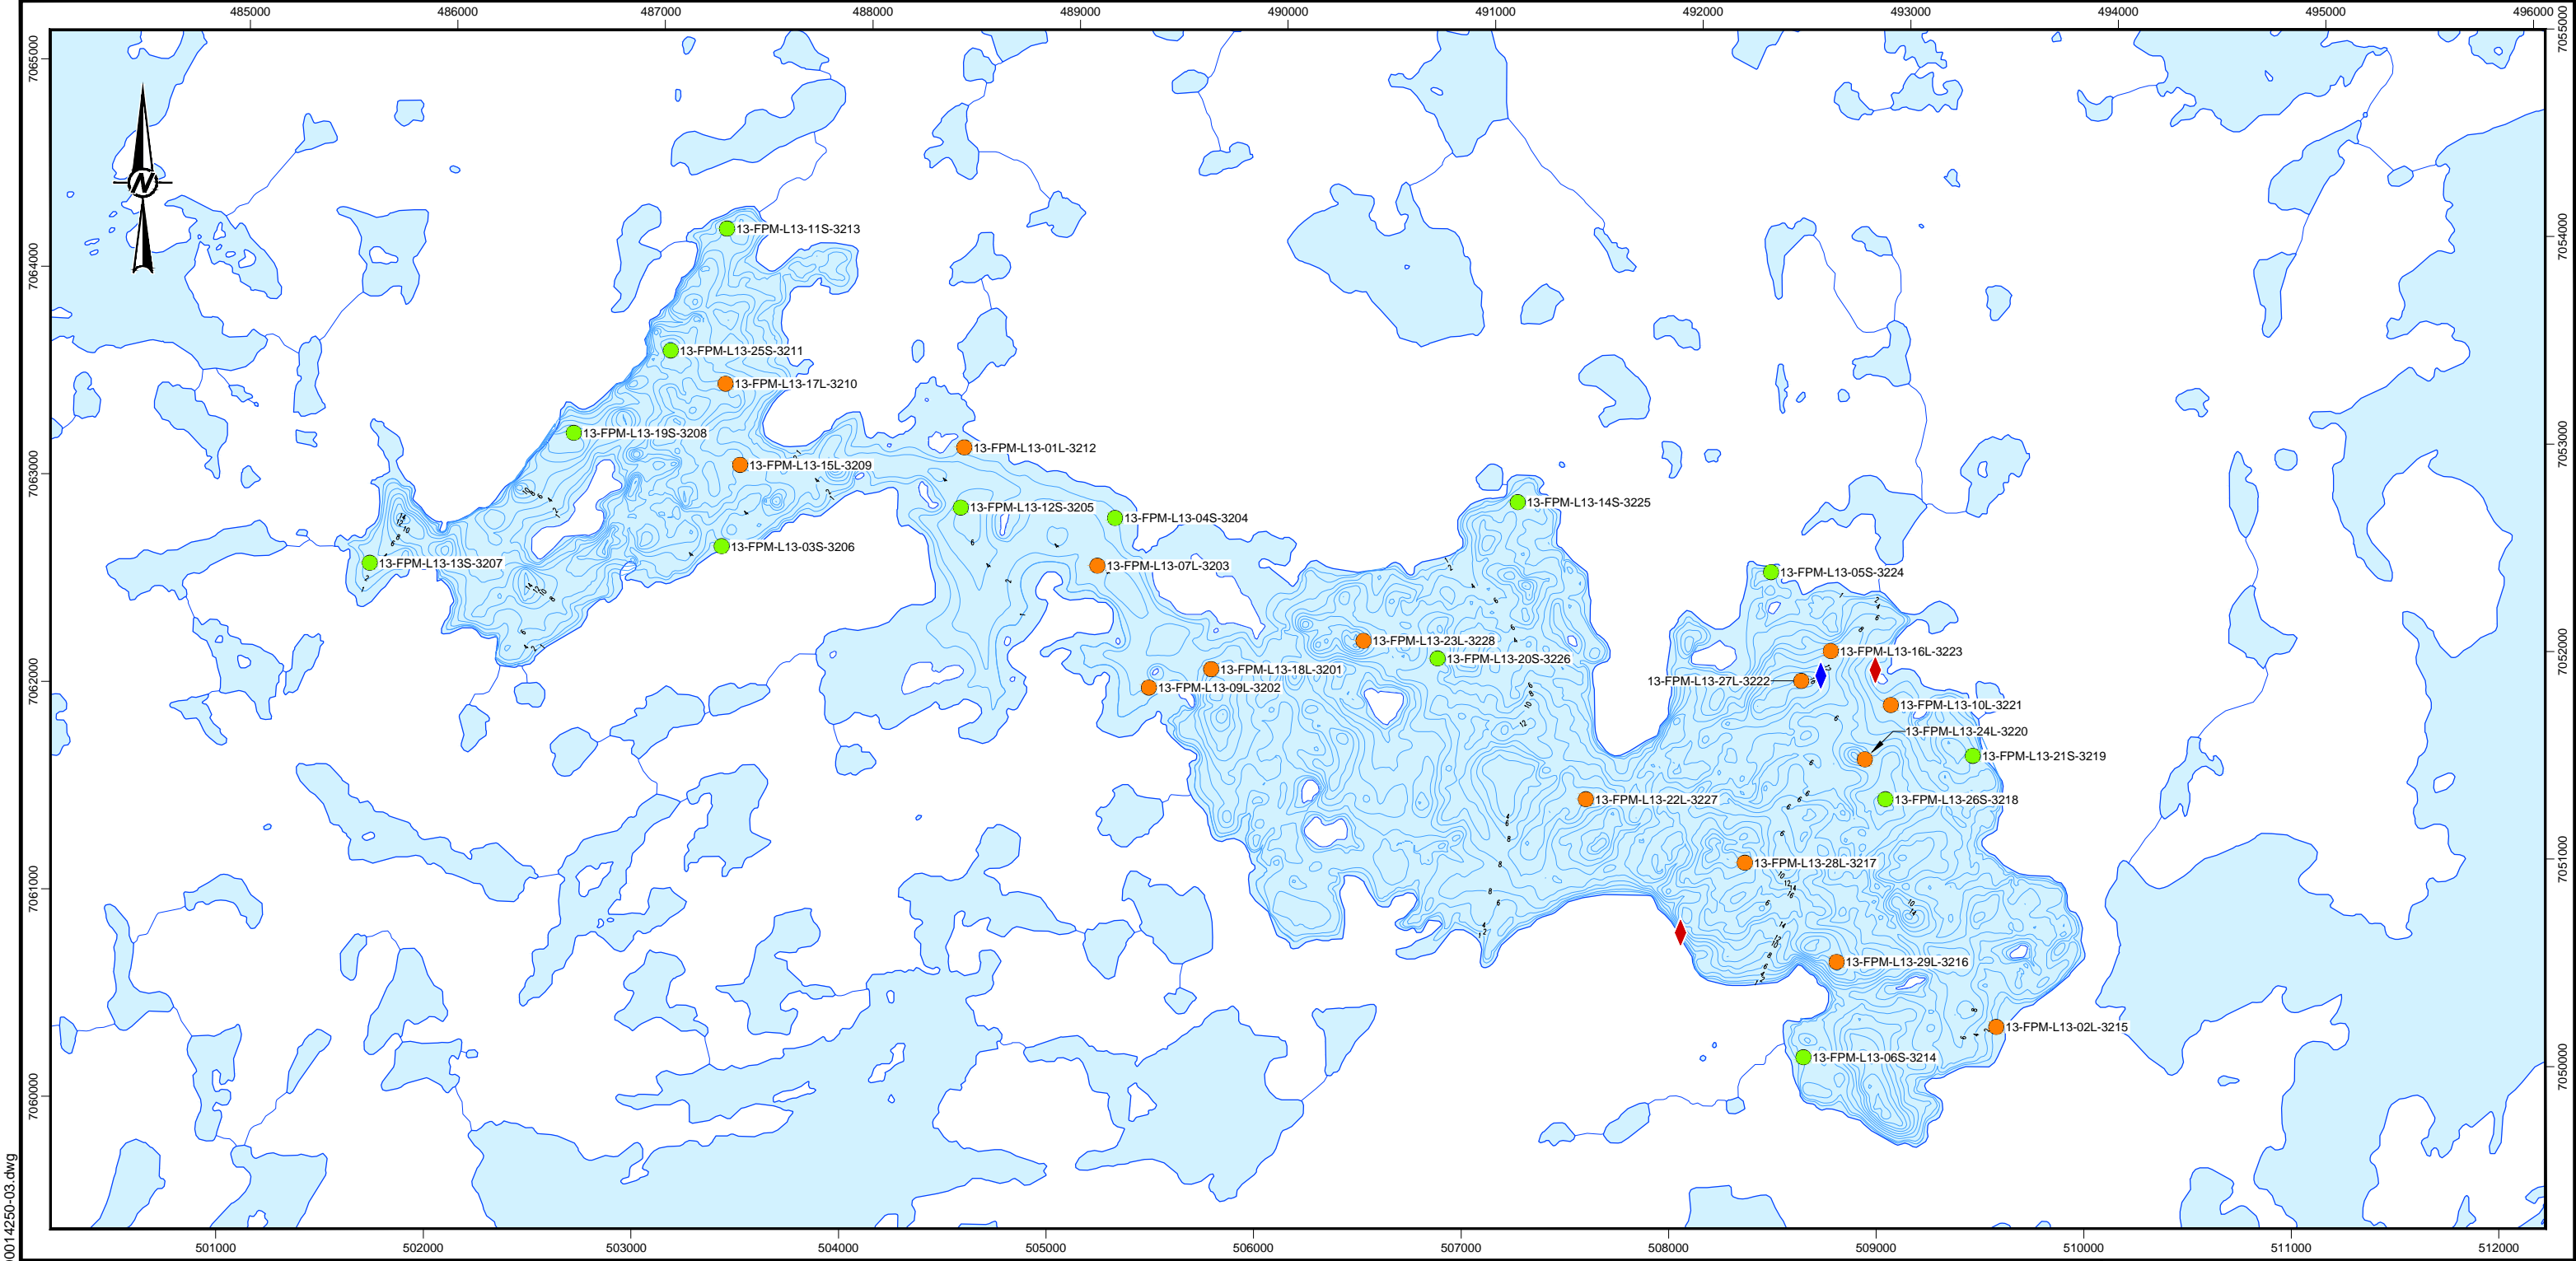 485000 486000 487000 488000 489000 490000 491000 492000 493000 494000 495000 496000
7065000
7055000
N
13-FPM-L13-11S-3213
7064000
7054000
13-FPM-L13-25S-3211
13-FPM-L13-17L-3210
13-FPM-L13-19S-3208
13-FPM-L13-01L-3212
13-FPM-L13-15L-3209
7063000
7053000
13-FPM-L13-14S-3225
13-FPM-L13-12S-3205
13-FPM-L13-04S-3204
13-FPM-L13-03S-3206
13-FPM-L13-13S-3207
13-FPM-L13-07L-3203
13-FPM-L13-05S-3224
13-FPM-L13-23L-3228
13-FPM-L13-16L-3223
13-FPM-L13-20S-3226
7052000
13-FPM-L13-18L-3201
13-FPM-L13-27L-3222
13-FPM-L13-09L-3202
7062000
13-FPM-L13-10L-3221
13-FPM-L13-24L-3220
13-FPM-L13-21S-3219
13-FPM-L13-22L-3227
13-FPM-L13-26S-3218
13-FPM-L13-28L-3217
7061000
7051000
13-FPM-L13-29L-3216
13-FPM-L13-02L-3215
13-FPM-L13-06S-3214
7060000
7050000
00014250-03.dwg
501000 502000 503000 504000 505000 506000 507000 508000 509000 510000 511000 512000